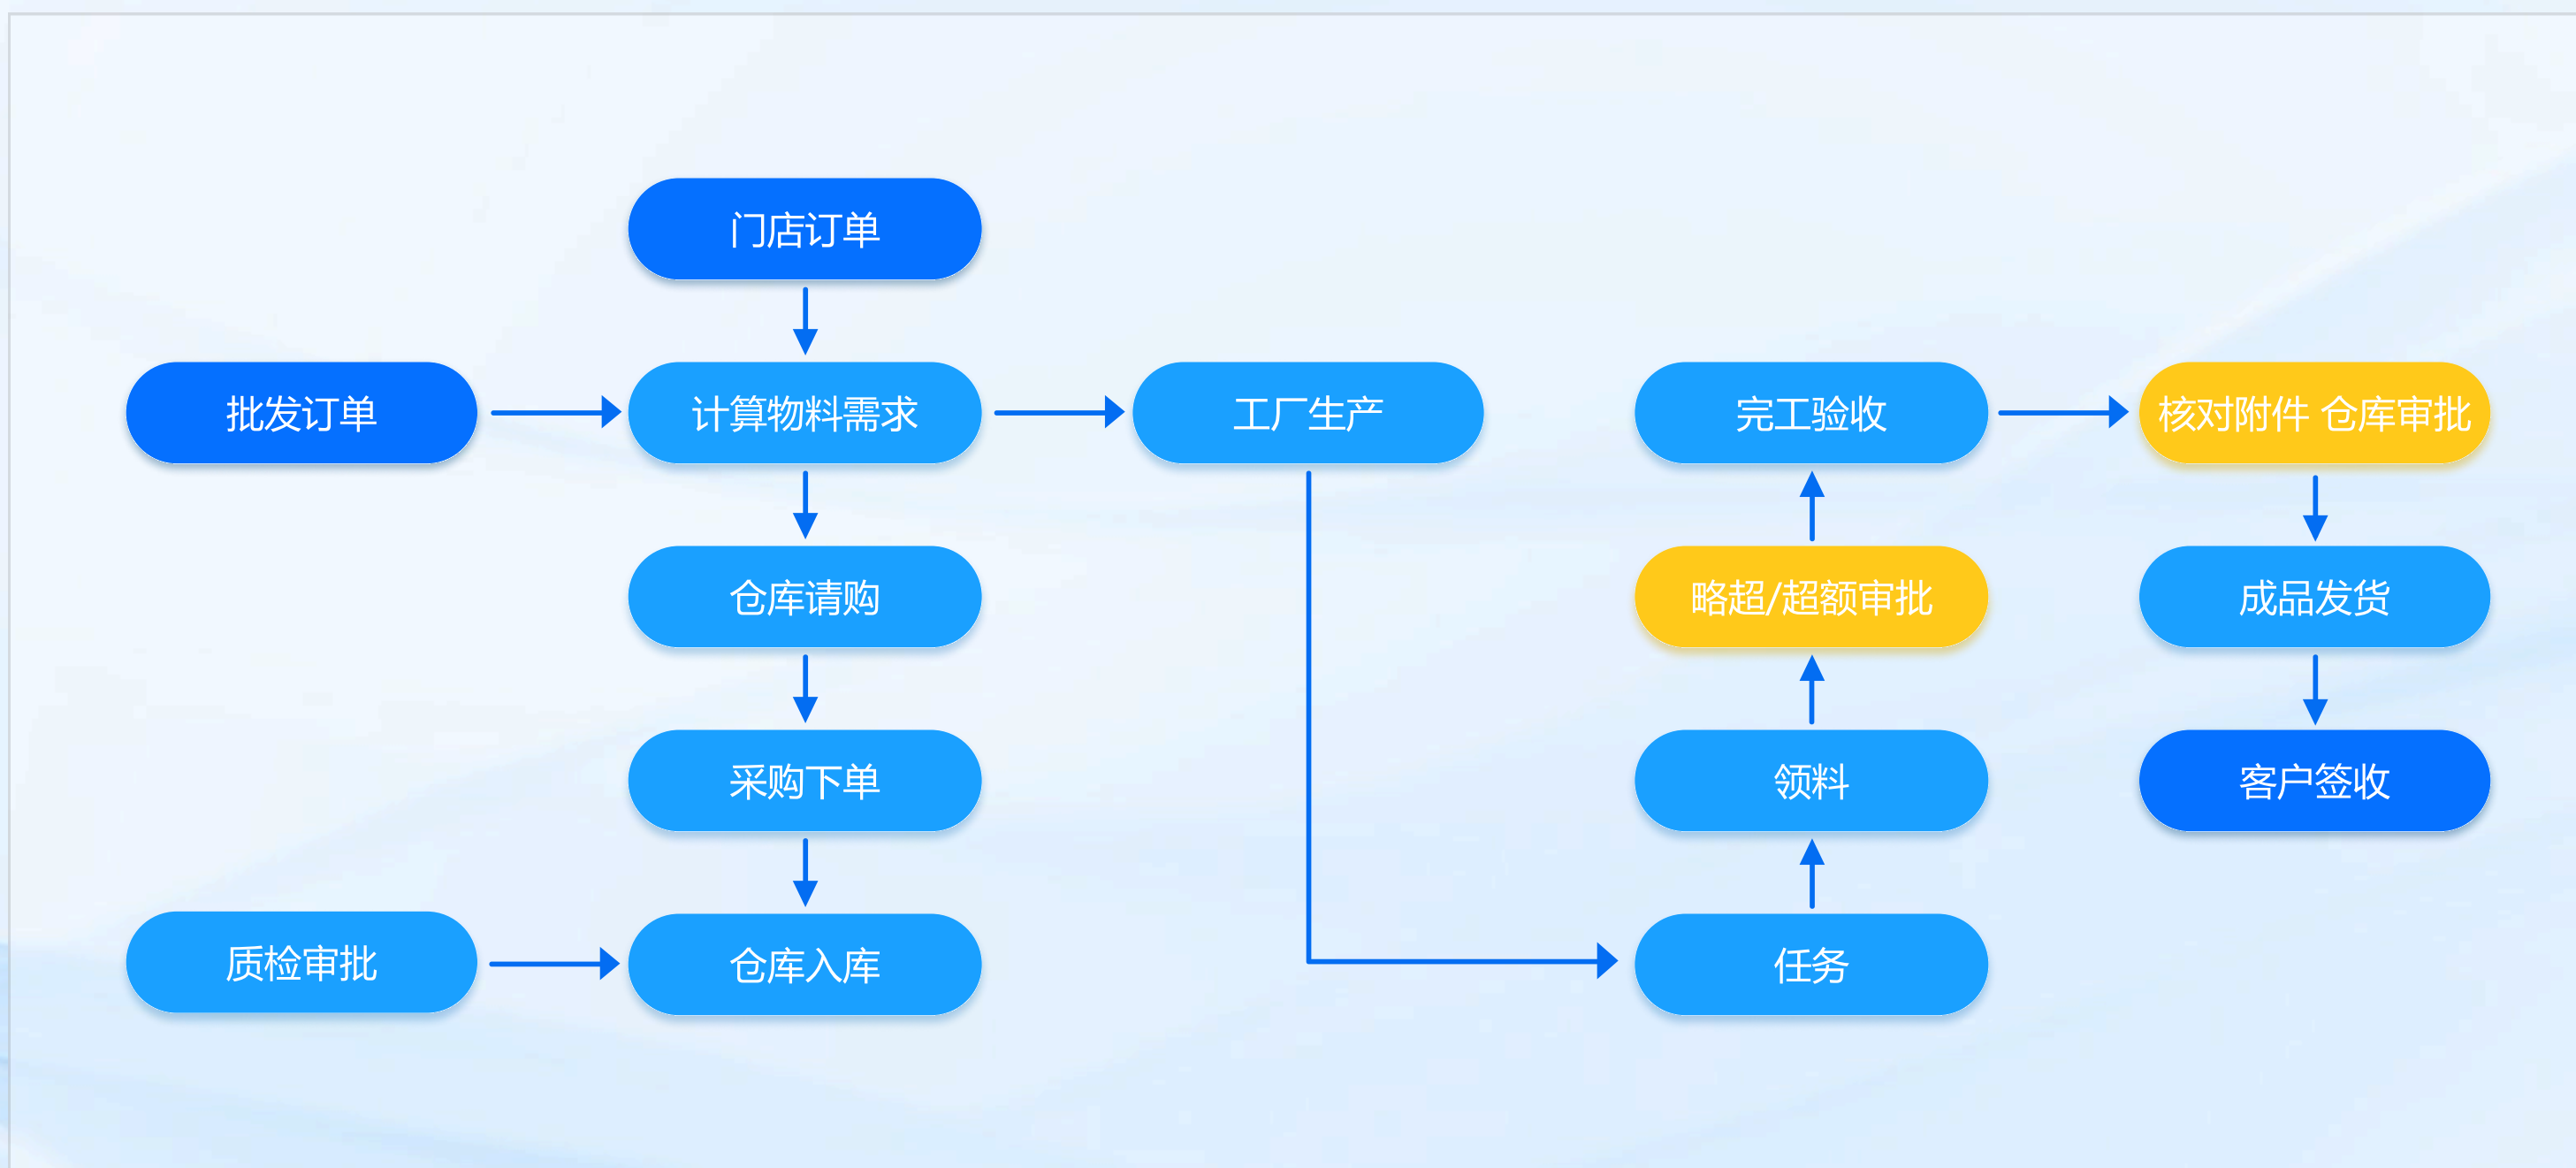 门店订单
批发订单
计算物料需求
工厂生产
完工验收
核对附件 仓库审批
仓库请购
略超/超额审批
成品发货
采购下单
领料
客户签收
质检审批
仓库入库
任务